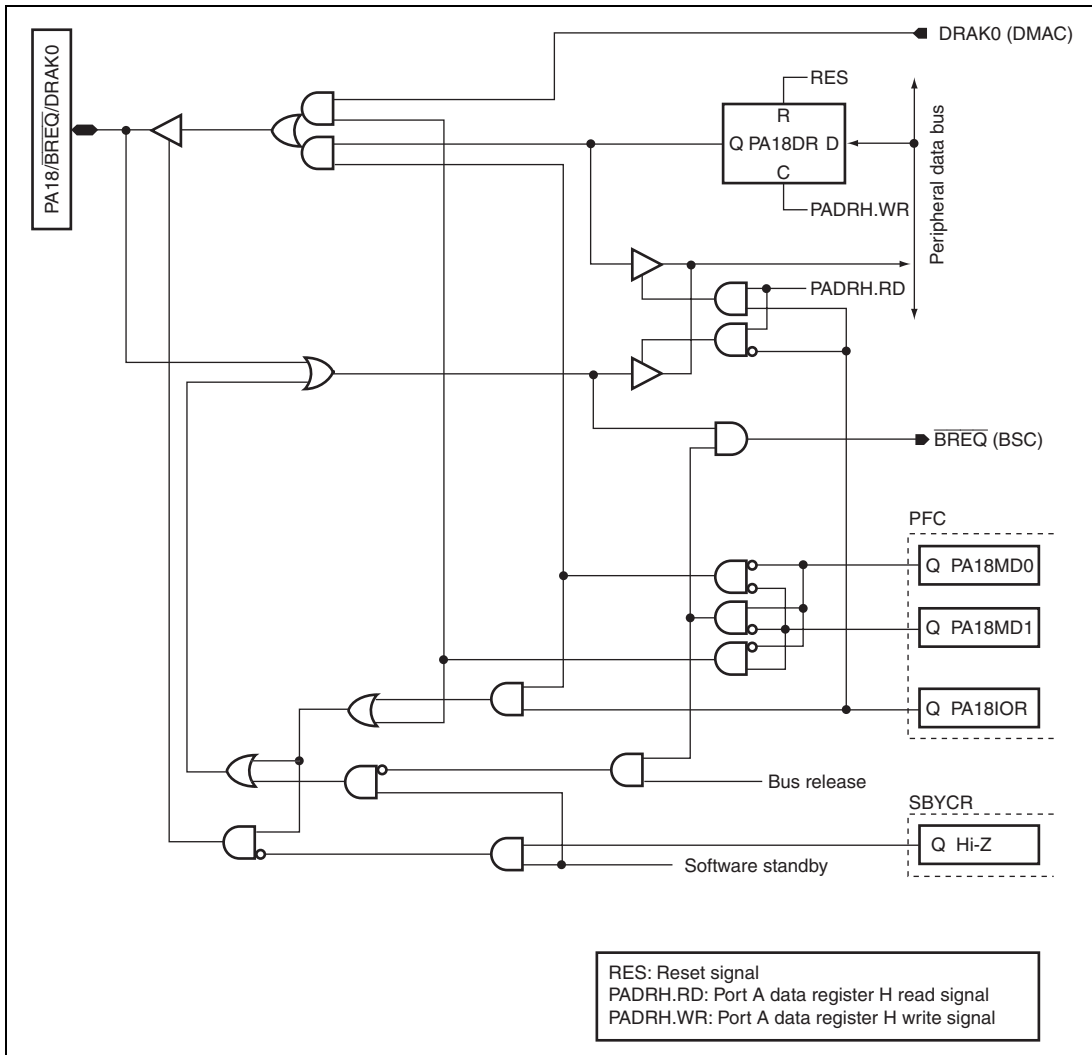 PA18/B̅R̅E̅Q̅/DRAK0
DRAK0 (DMAC)
RES
R
Q PA18DR D
C
PADRH.WR
Peripheral data bus
PADRH.RD
B̅R̅E̅Q̅ (BSC)
PFC
Q PA18MD0
Q PA18MD1
Q PA18IOR
Bus release
SBYCR
Q Hi-Z
Software standby
RES: Reset signal
PADRH.RD: Port A data register H read signal
PADRH.WR: Port A data register H write signal